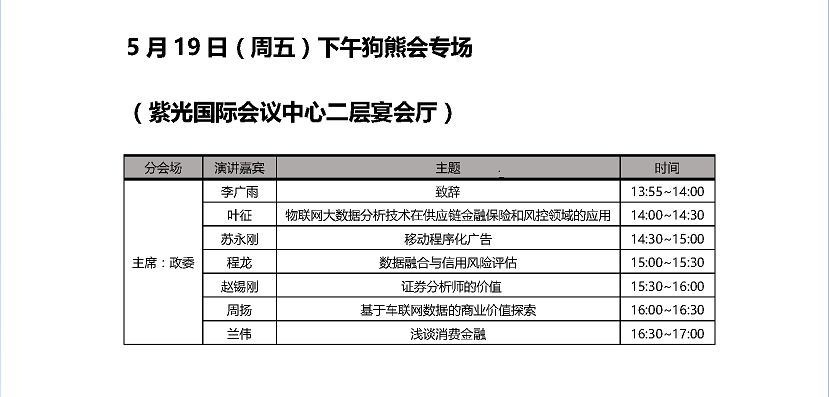 5 月 19 日（周五）下午狗熊会专场
（紫光国际会议中心二层宴会厅）
分会场 演讲嘉宾 主题 时间
李广雨 致辞 13:55~14:00
叶征 物联网大数据分析技术在供应链金融保险和风控领域的应用 14:00~14:30
苏永刚 移动程序化广告 14:30~15:00
主席：政委 程龙 数据融合与信用风险评估 15:00~15:30
赵锡刚 证券分析师的价值 15:30~16:00
周扬 基于车联网数据的商业价值探索 16:00~16:30
兰伟 浅谈消费金融 16:30~17:00